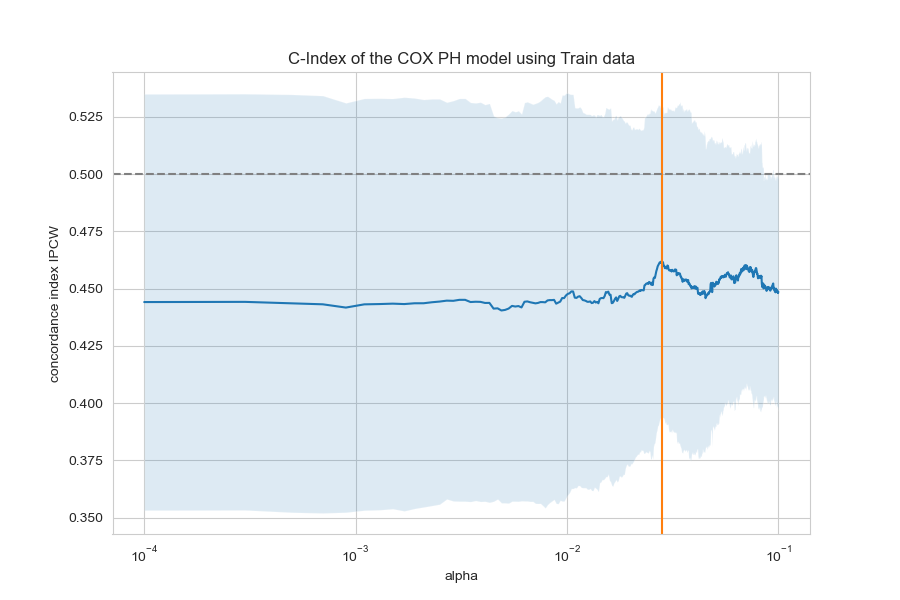 C-Index of the COX PH model using Train data
concordance index IPCW
0.525
0.500
0.475
0.450
0.425
0.400
0.375
0.350
10⁻⁴ 10⁻³ 10⁻² 10⁻¹
alpha